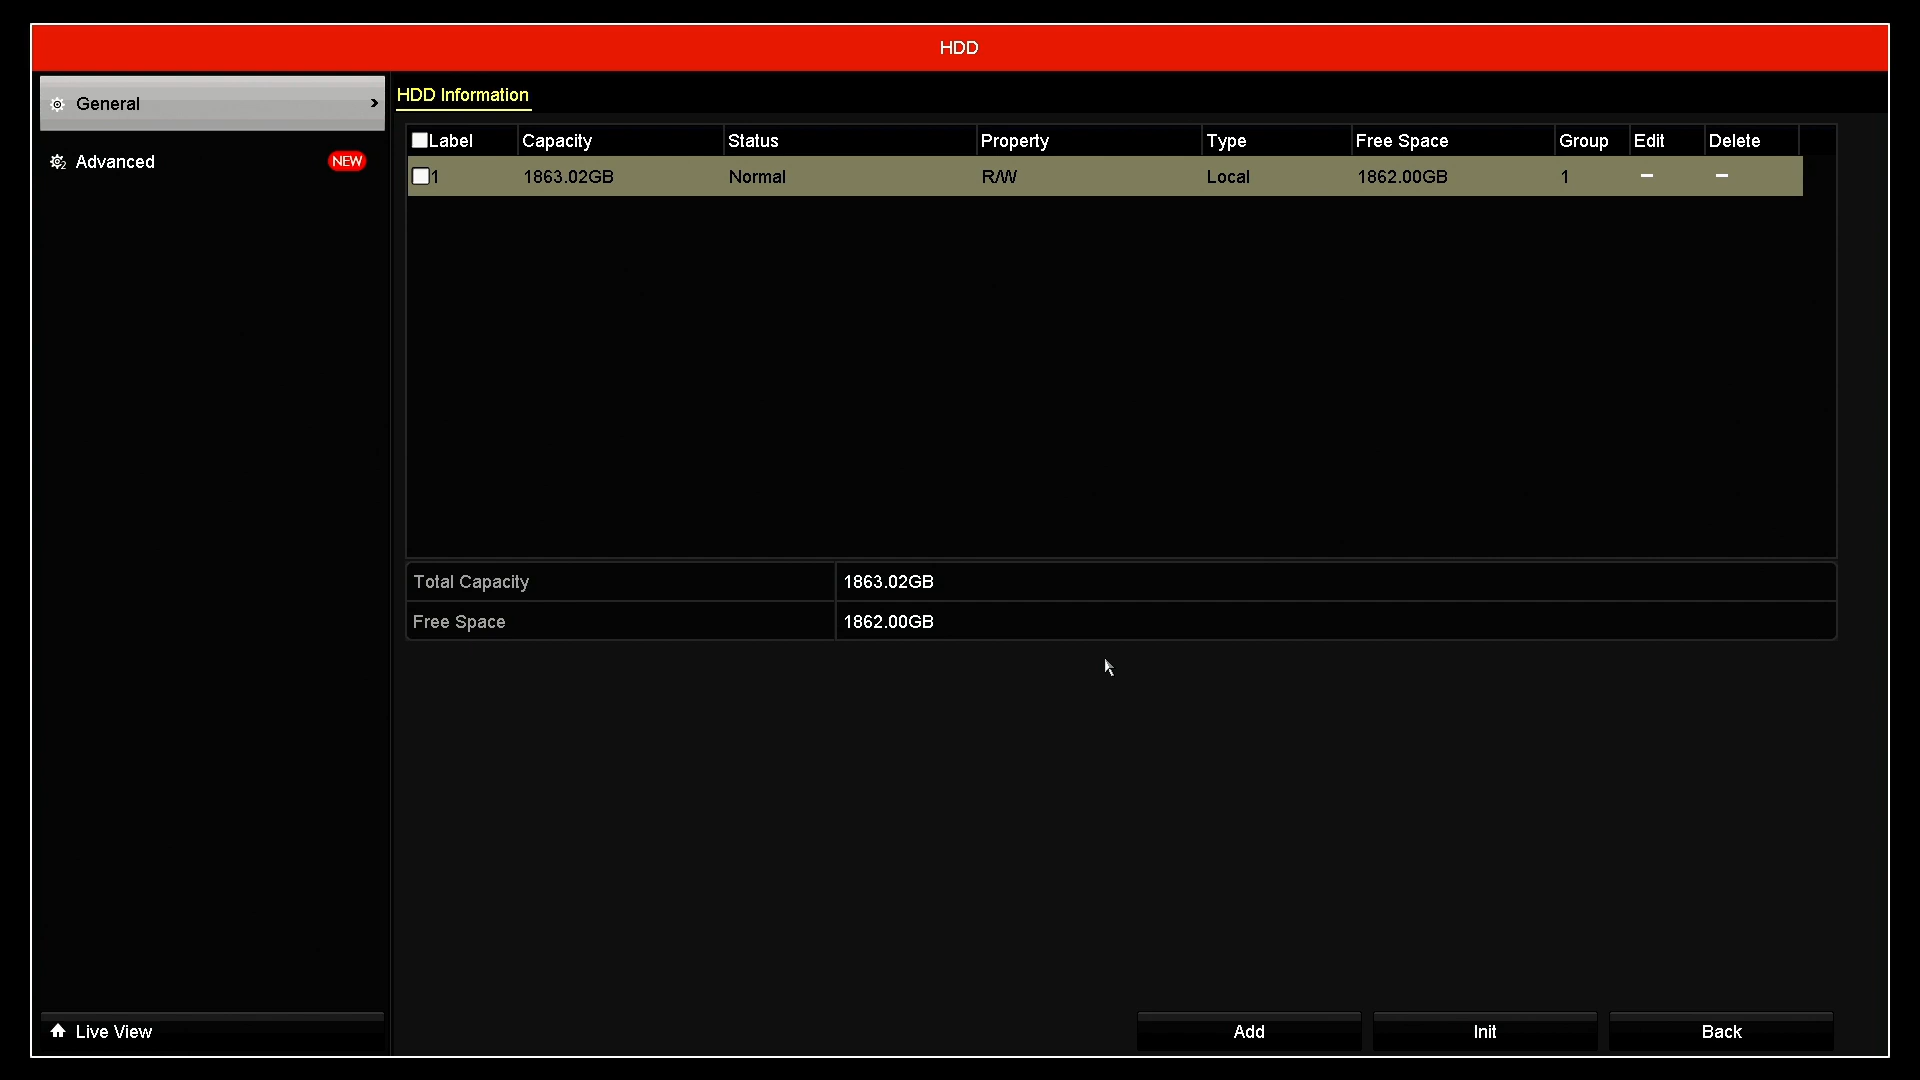 HDD
General
Advanced NEW
HDD Information
Label Capacity Status Property Type Free Space Group Edit Delete
1 1863.02GB Normal R/W Local 1862.00GB 1 – –
Total Capacity 1863.02GB
Free Space 1862.00GB
Live View Add Init Back